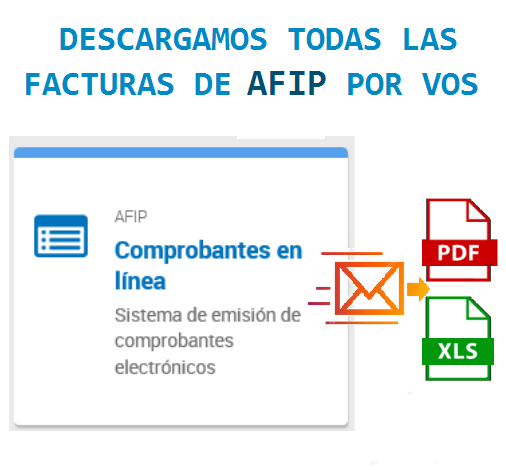 DESCARGAMOS TODAS LAS
FACTURAS DE AFIP POR VOS
AFIP
Comprobantes en
línea
Sistema de emisión de
comprobantes
electrónicos
PDF
XLS